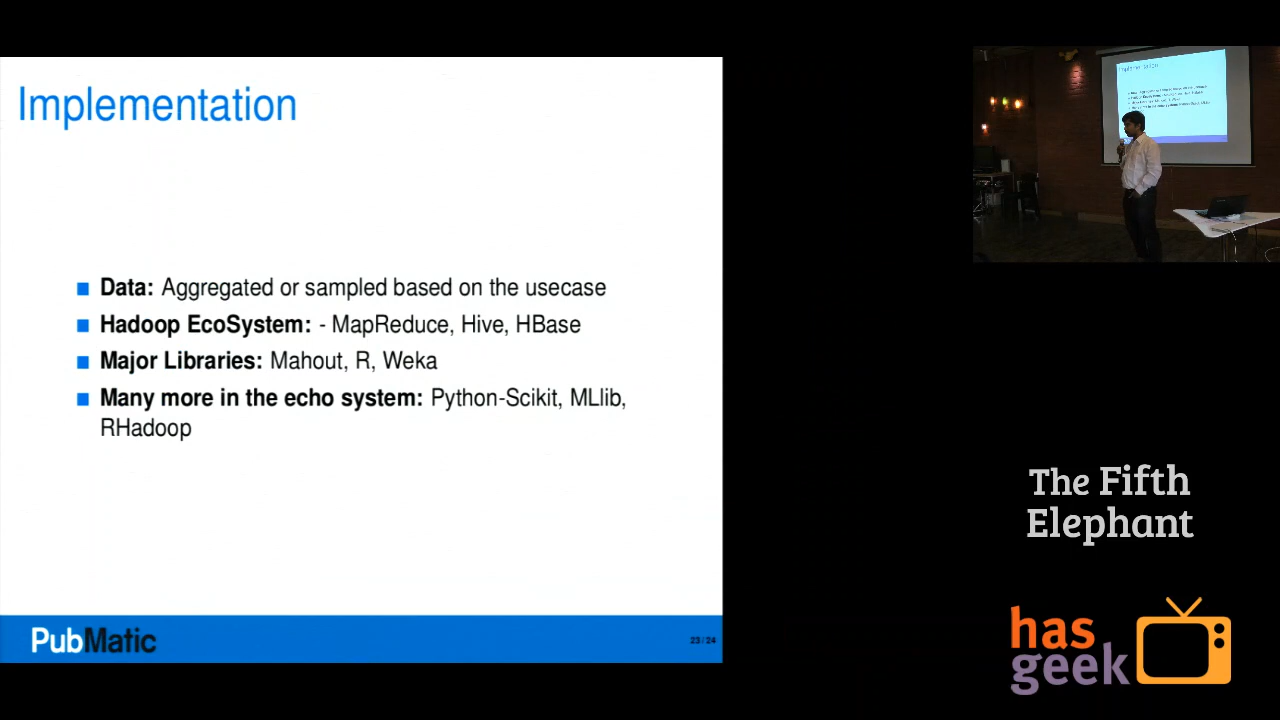 Implementation
Data: Aggregated or sampled based on the usecase
Hadoop EcoSystem: - MapReduce, Hive, HBase
Major Libraries: Mahout, R, Weka
Many more in the echo system: Python-Scikit, MLlib,
RHadoop
PubMatic
23 / 24
Implementation
The Fifth
Elephant
has
geek